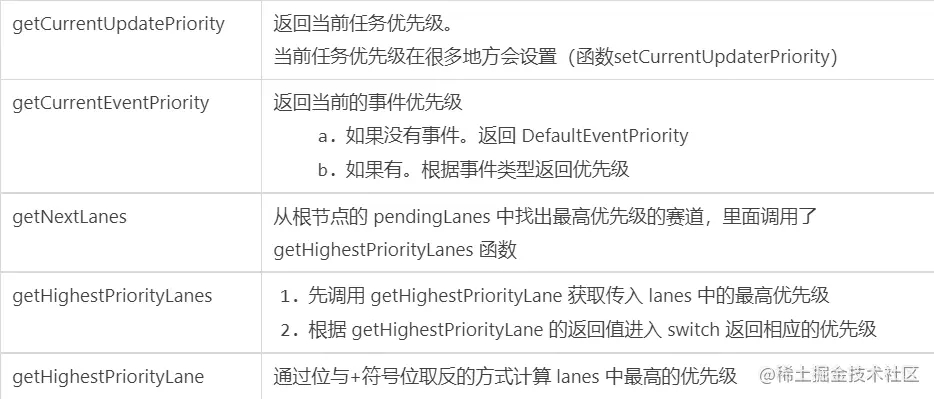 getCurrentUpdatePriority
返回当前任务优先级。
当前任务优先级在很多地方会设置（函数setCurrentUpdaterPriority）
getCurrentEventPriority
返回当前的事件优先级
a. 如果没有事件。返回 DefaultEventPriority
b. 如果有。根据事件类型返回优先级
getNextLanes
从根节点的 pendingLanes 中找出最高优先级的赛道，里面调用了
getHighestPriorityLanes 函数
getHighestPriorityLanes
1. 先调用 getHighestPriorityLane 获取传入 lanes 中的最高优先级
2. 根据 getHighestPriorityLane 的返回值进入 switch 返回相应的优先级
getHighestPriorityLane
通过位与+符号位取反的方式计算 lanes 中最高的优先级
@稀土掘金技术社区